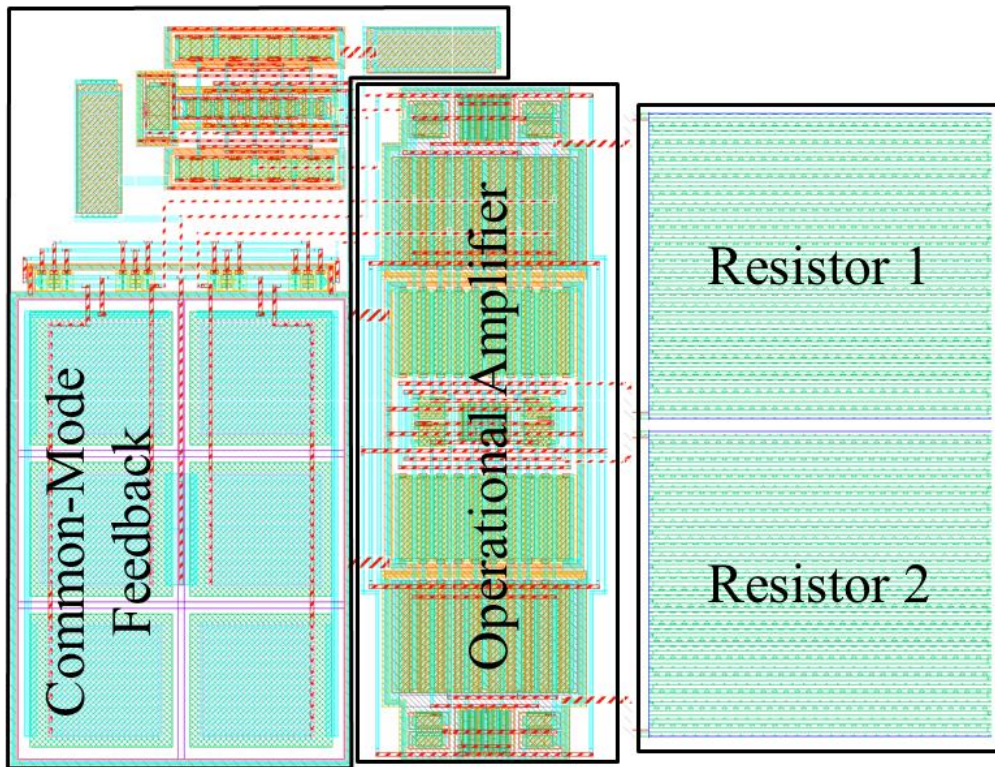 Common-Mode
Feedback
Operational Amplifier
Resistor 1
Resistor 2